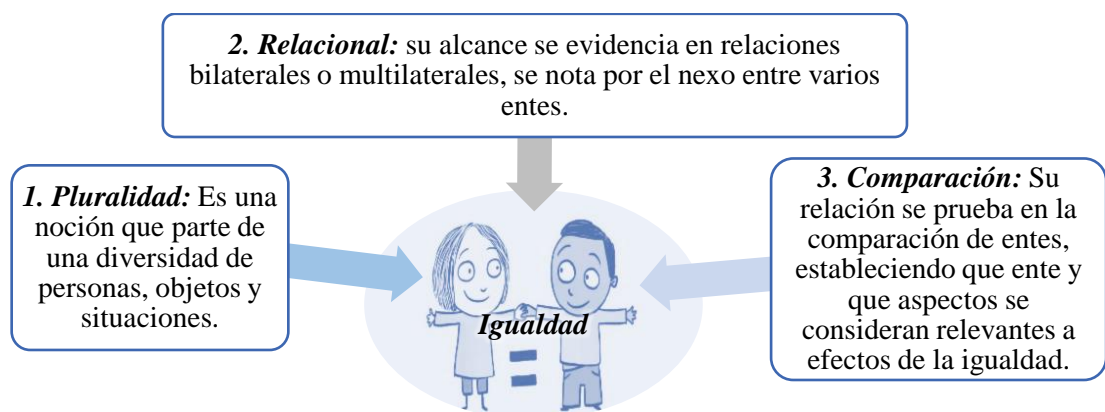 2. Relacional: su alcance se evidencia en relaciones
bilaterales o multilaterales, se nota por el nexo entre varios
entes.
1. Pluralidad: Es una
noción que parte de
una diversidad de
personas, objetos y
situaciones.
3. Comparación: Su
relación se prueba en la
comparación de entes,
estableciendo que ente y
que aspectos se
consideran relevantes a
efectos de la igualdad.
Igualdad
=